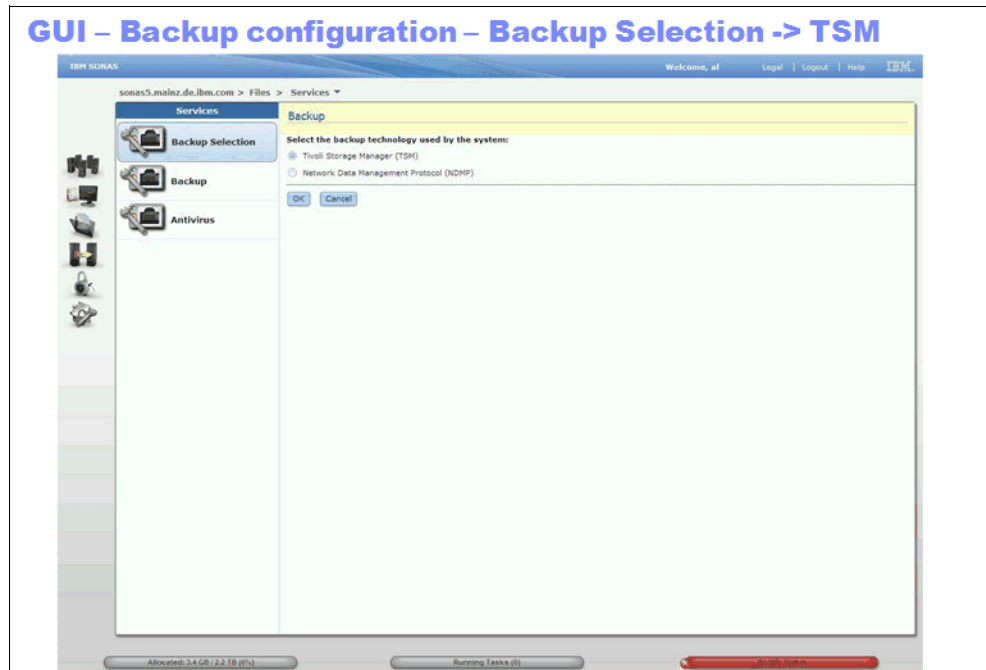 GUI – Backup configuration – Backup Selection -> TSM
IBM SONAS
Welcome, al
Legal | Logout | Help
IBM.
sonas5.mainz.de.ibm.com > Files > Services
Services
Backup Selection
Backup
Antivirus
Backup
Select the backup technology used by the system:
Tivoli Storage Manager (TSM)
Network Data Management Protocol (NDMP)
OK Cancel
Allocated: 3.4 GB / 2.2 TB (0%)
Running Tasks (0)
Health Status